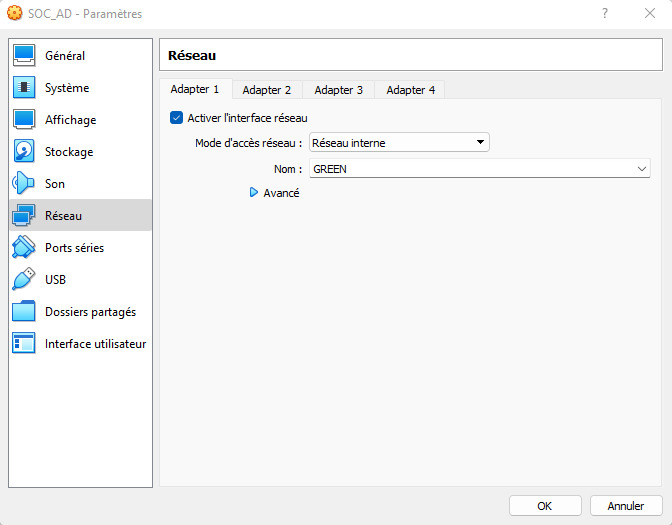 SOC_AD - Paramètres
?
Général
Système
Affichage
Stockage
Son
Réseau
Ports séries
USB
Dossiers partagés
Interface utilisateur
Réseau
Adapter 1 Adapter 2 Adapter 3 Adapter 4
Activer l'interface réseau
Mode d'accès réseau : Réseau interne
Nom : GREEN
Avancé
OK Annuler